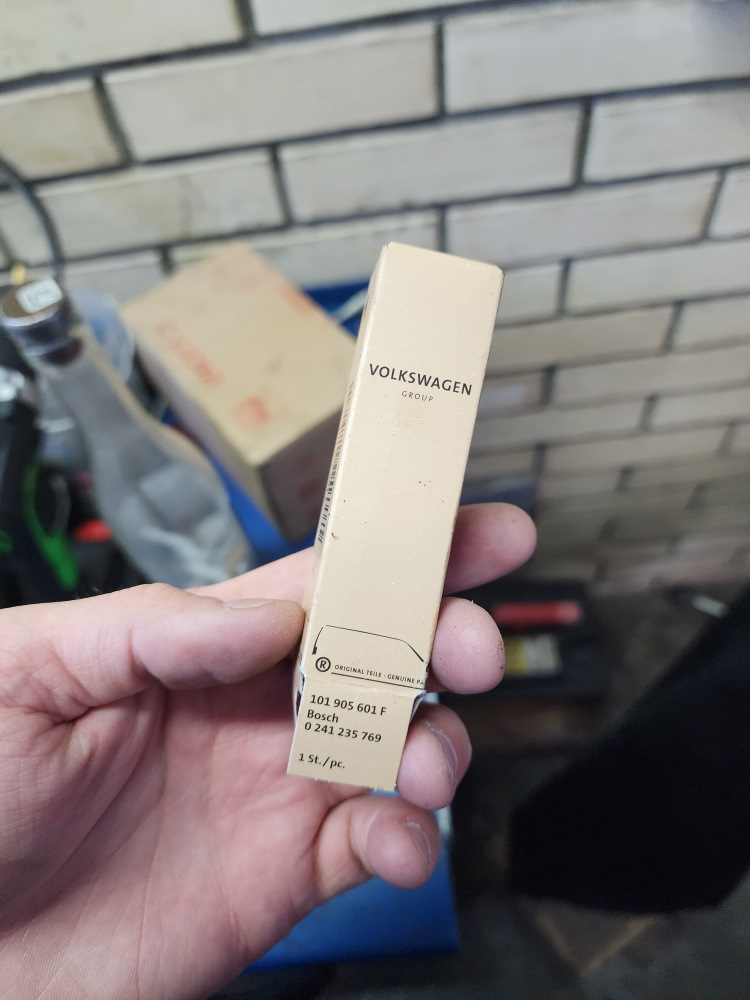 VOLKSWAGEN
GROUP
® ORIGINAL TEILE · GENUINE
101 905 601 F
Bosch
0 241 235 769
1 St./pc.